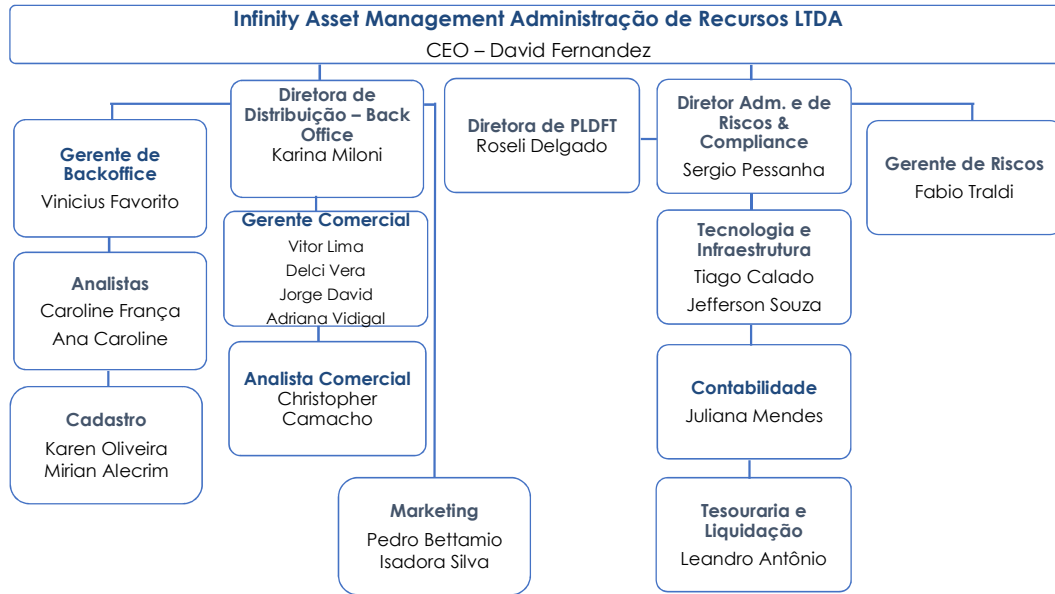 Infinity Asset Management Administração de Recursos LTDA
CEO – David Fernandez
Gerente de
Backoffice
Vinicius Favorito
Analistas
Caroline França
Ana Caroline
Cadastro
Karen Oliveira
Mirian Alecrim
Diretora de
Distribuição – Back
Office
Karina Miloni
Gerente Comercial
Vitor Lima
Delci Vera
Jorge David
Adriana Vidigal
Analista Comercial
Christopher
Camacho
Marketing
Pedro Bettamio
Isadora Silva
Diretora de PLDFT
Roseli Delgado
Diretor Adm. e de
Riscos &
Compliance
Sergio Pessanha
Tecnologia e
Infraestrutura
Tiago Calado
Jefferson Souza
Contabilidade
Juliana Mendes
Tesouraria e
Liquidação
Leandro Antônio
Gerente de Riscos
Fabio Traldi